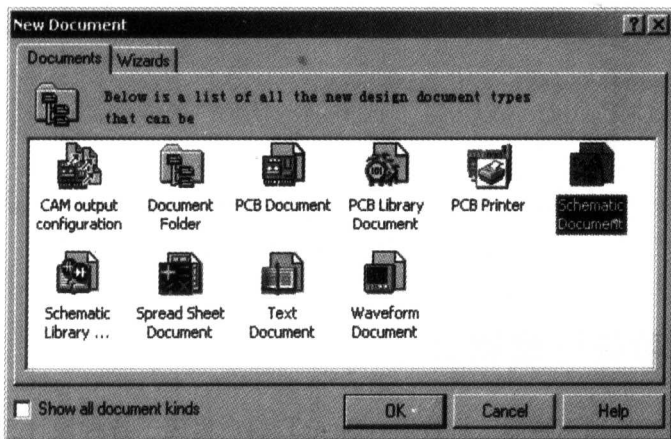 New Document
Documents Wizards
Below is a list of all the new design document types
that can be
CAM output
configuration
Document
Folder
PCB Document
PCB Library
Document
PCB Printer
Schematic
Document
Schematic
Library ...
Spread Sheet
Document
Text
Document
Waveform
Document
Show all document kinds
OK
Cancel
Help